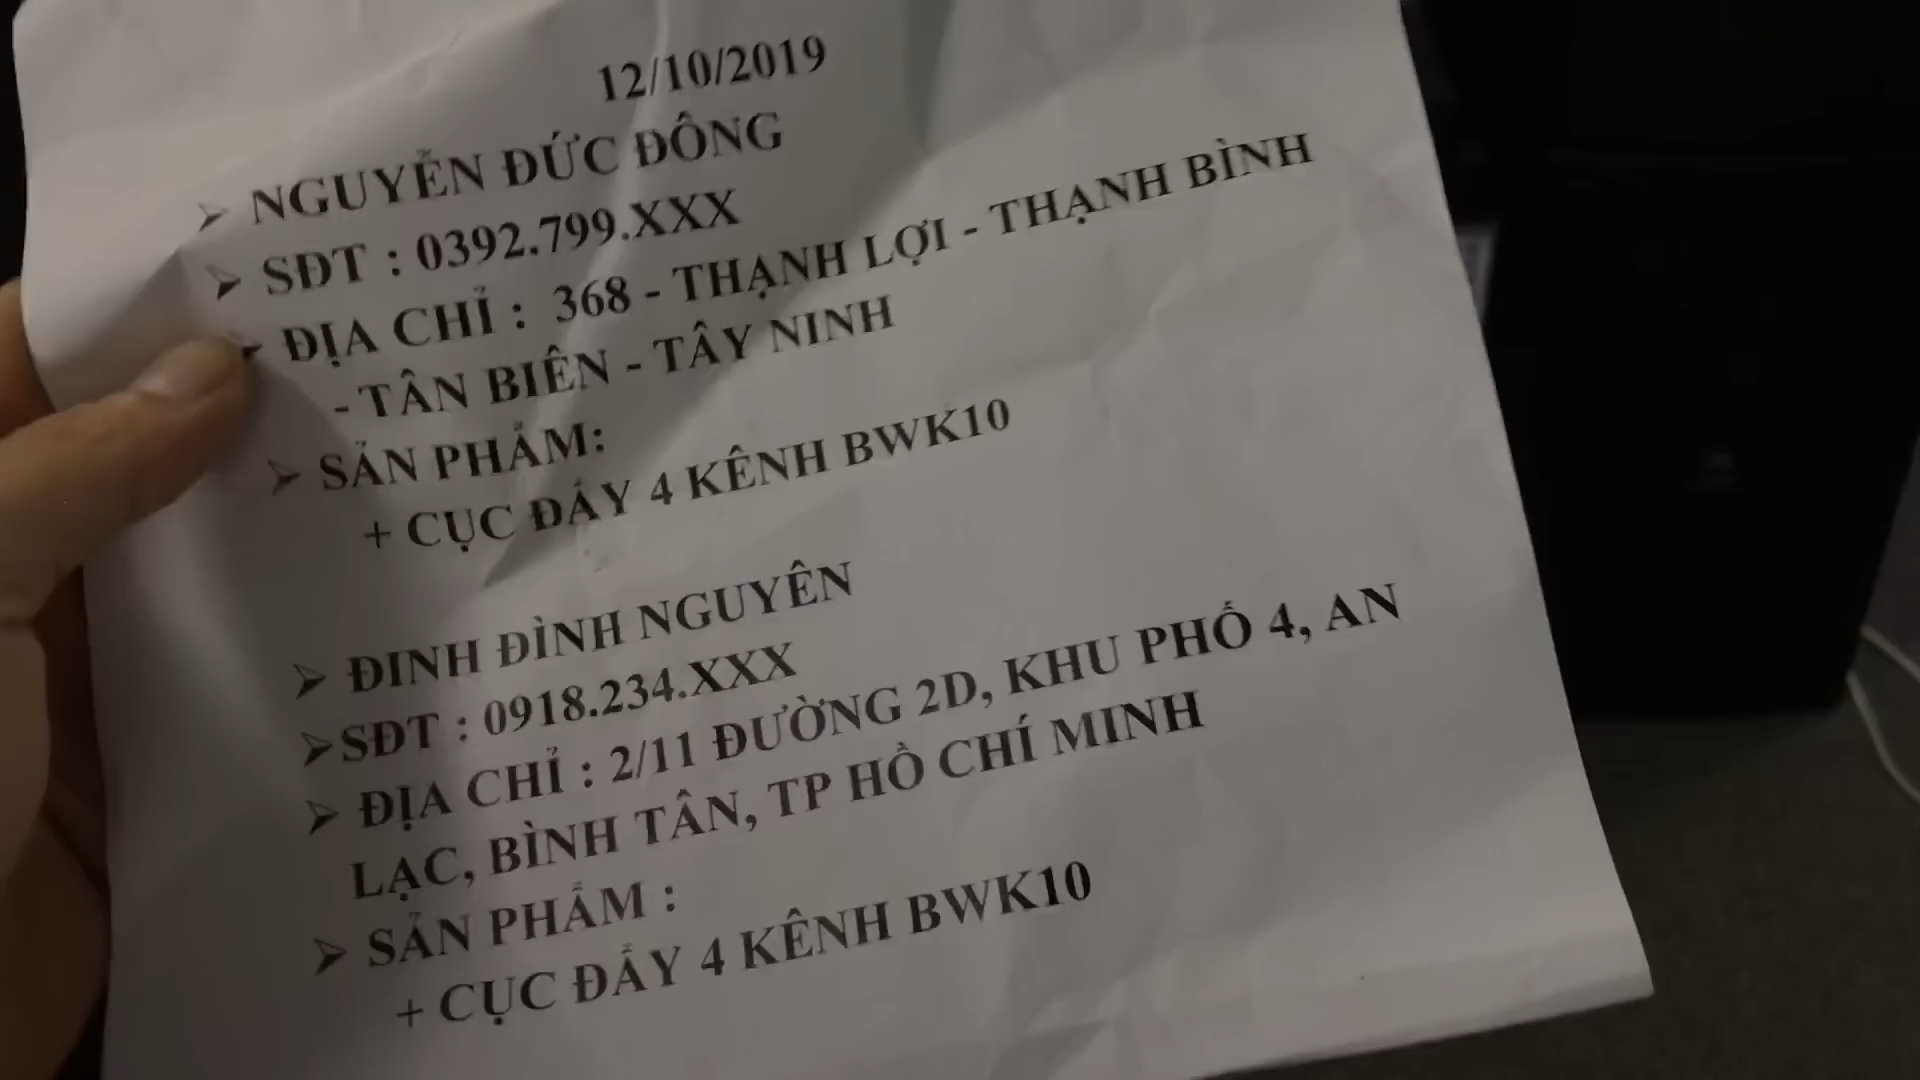 12/10/2019
➢ NGUYỄN ĐỨC ĐÔNG
➢ SĐT : 0392.799.XXX
➢ ĐỊA CHỈ : 368 - THẠNH LỢI - THẠNH BÌNH
- TÂN BIÊN - TÂY NINH
➢ SẢN PHẨM:
+ CỤC ĐẨY 4 KÊNH BWK10
➢ ĐINH ĐÌNH NGUYÊN
➢ SĐT : 0918.234.XXX
➢ ĐỊA CHỈ : 2/11 ĐƯỜNG 2D, KHU PHỐ 4, AN
LẠC, BÌNH TÂN, TP HỒ CHÍ MINH
➢ SẢN PHẨM :
+ CỤC ĐẨY 4 KÊNH BWK10